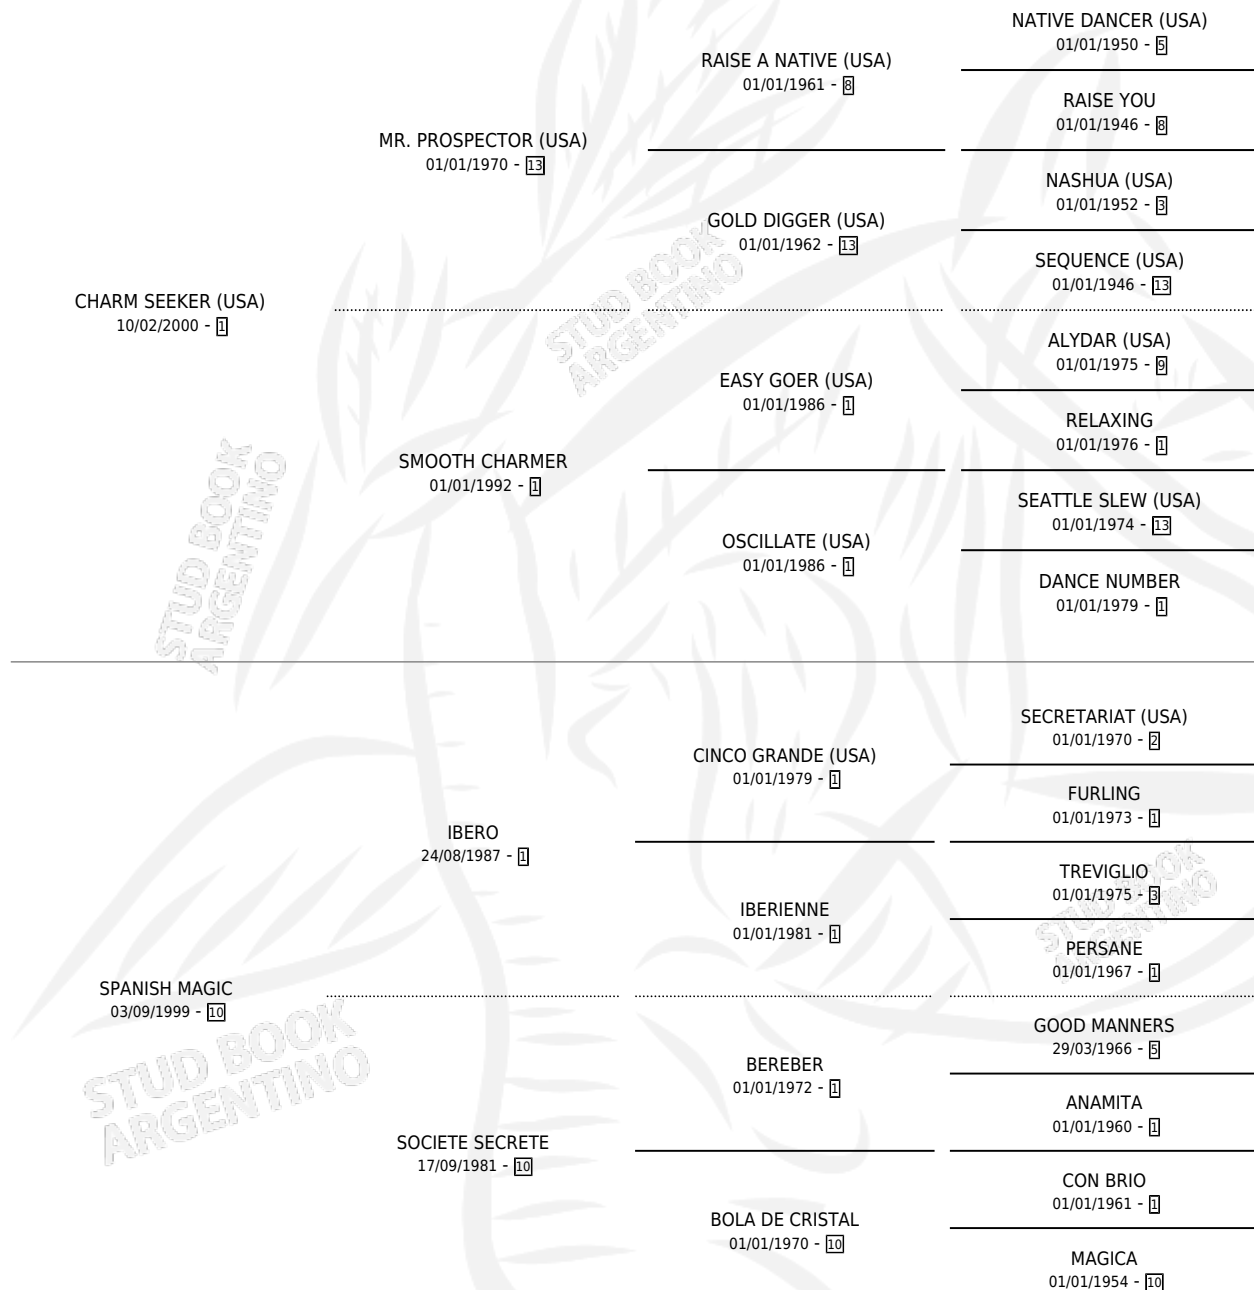 NATIVE DANCER (USA)
01/01/1950 - 5
RAISE A NATIVE (USA)
01/01/1961 - 8
RAISE YOU
01/01/1946 - 8
MR. PROSPECTOR (USA)
01/01/1970 - 13
NASHUA (USA)
01/01/1952 - 3
GOLD DIGGER (USA)
01/01/1962 - 13
SEQUENCE (USA)
01/01/1946 - 13
CHARM SEEKER (USA)
10/02/2000 - 1
STUD BOOK
ARGENTINO
ALYDAR (USA)
01/01/1975 - 9
EASY GOER (USA)
01/01/1986 - 1
RELAXING
01/01/1976 - 1
SMOOTH CHARMER
01/01/1992 - 1
SEATTLE SLEW (USA)
01/01/1974 - 13
OSCILLATE (USA)
01/01/1986 - 1
DANCE NUMBER
01/01/1979 - 1
STUD BOOK
ARGENTINO
SECRETARIAT (USA)
01/01/1970 - 2
CINCO GRANDE (USA)
01/01/1979 - 1
FURLING
01/01/1973 - 1
IBERO
24/08/1987 - 1
TREVIGLIO
01/01/1975 - 3
IBERIENNE
01/01/1981 - 1
PERSANE
01/01/1967 - 1
STUD BOOK
ARGENTINO
SPANISH MAGIC
03/09/1999 - 10
GOOD MANNERS
29/03/1966 - 5
BEREBER
01/01/1972 - 1
ANAMITA
01/01/1960 - 1
STUD BOOK
ARGENTINO
SOCIETE SECRETE
17/09/1981 - 10
CON BRIO
01/01/1961 - 1
BOLA DE CRISTAL
01/01/1970 - 10
MAGICA
01/01/1954 - 10